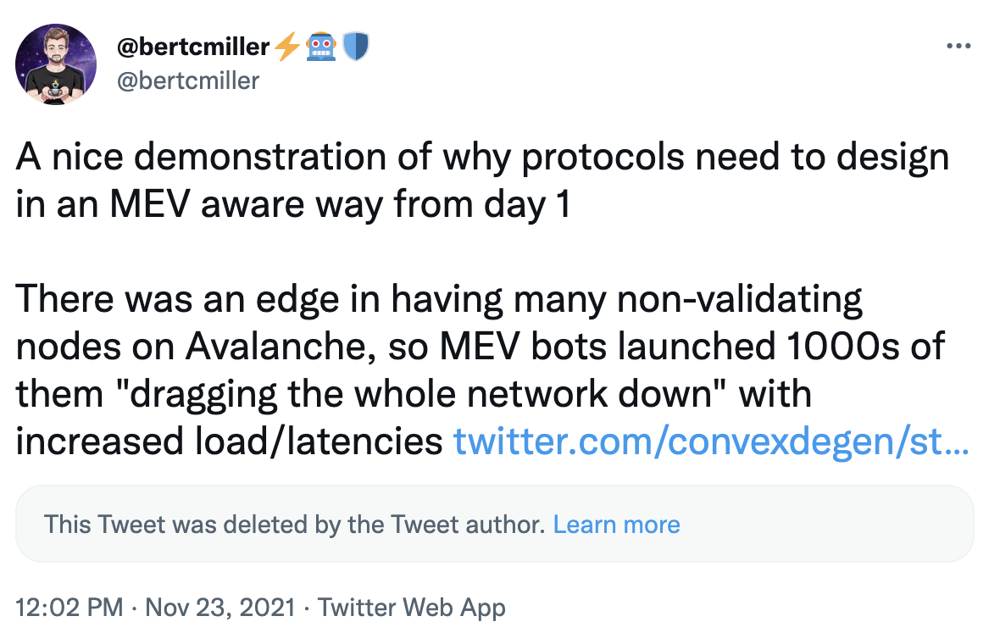 @bertcmiller⚡🤖🛡️
@bertcmiller
A nice demonstration of why protocols need to design
in an MEV aware way from day 1
There was an edge in having many non-validating
nodes on Avalanche, so MEV bots launched 1000s of
them "dragging the whole network down" with
increased load/latencies twitter.com/convexdegen/st…
This Tweet was deleted by the Tweet author. Learn more
12:02 PM · Nov 23, 2021 · Twitter Web App